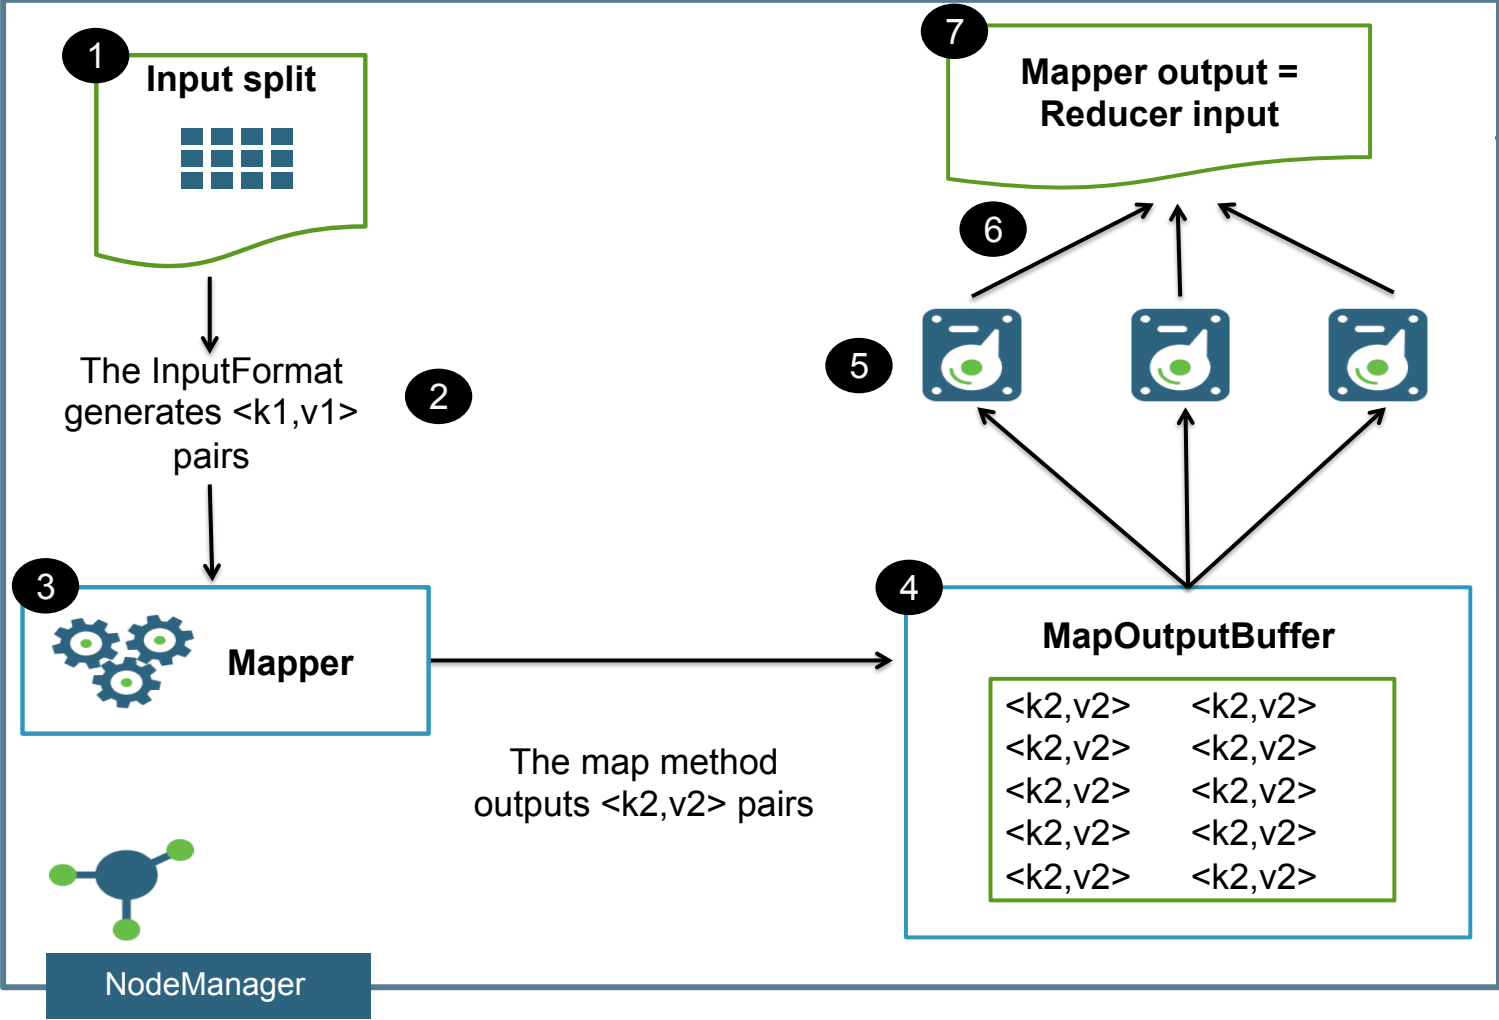 1
Input split
The InputFormat
generates <k1,v1>
pairs
2
3
Mapper
The map method
outputs <k2,v2> pairs
4
MapOutputBuffer
<k2,v2> <k2,v2>
<k2,v2> <k2,v2>
<k2,v2> <k2,v2>
<k2,v2> <k2,v2>
<k2,v2> <k2,v2>
5
6
7
Mapper output =
Reducer input
NodeManager